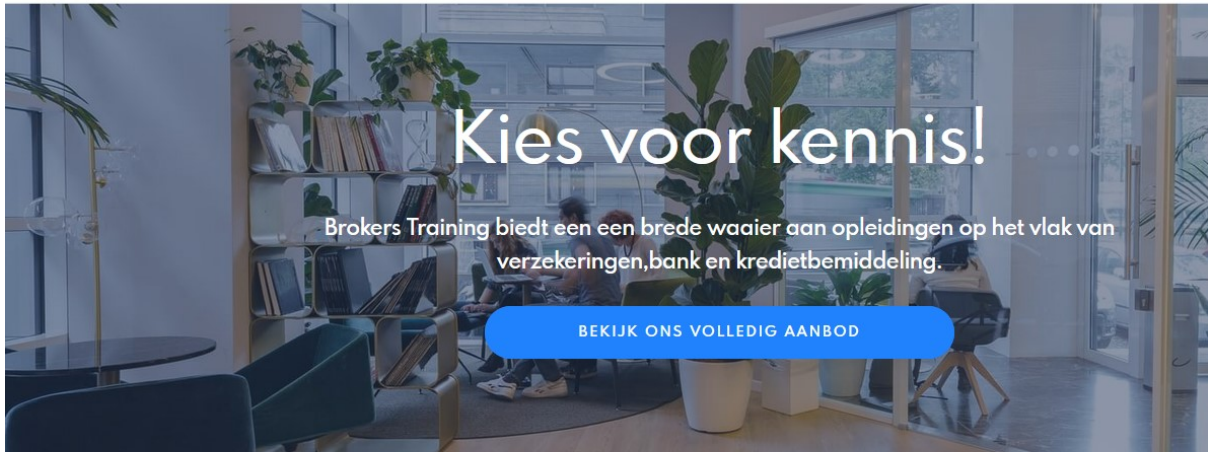 Kies voor kennis!
Brokers Training biedt een een brede waaier aan opleidingen op het vlak van
verzekeringen,bank en kredietbemiddeling.
BEKIJK ONS VOLLEDIG AANBOD